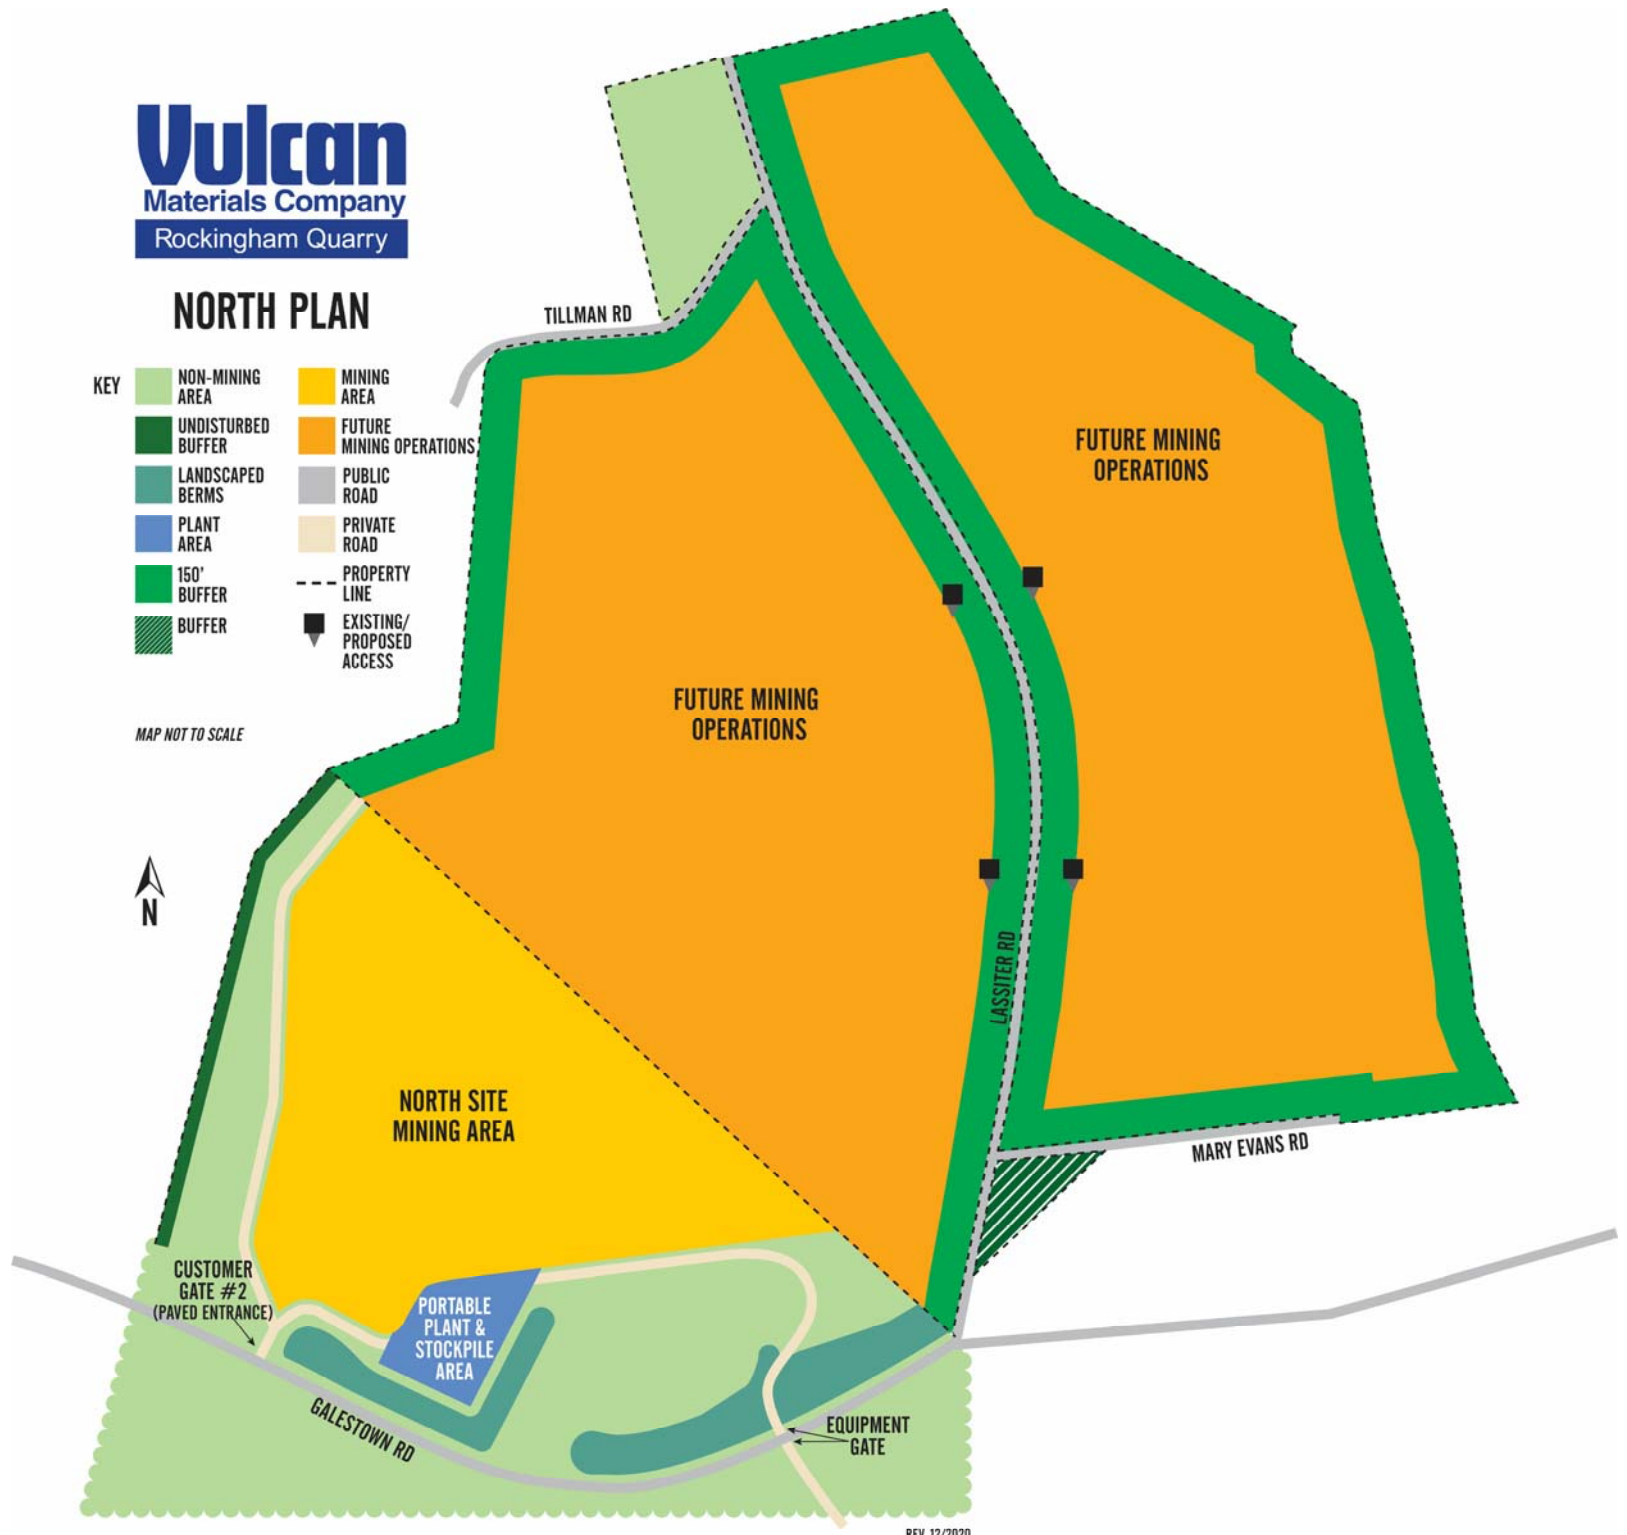 Vulcan
Materials Company
Rockingham Quarry
NORTH PLAN
KEY
NON-MINING
AREA
UNDISTURBED
BUFFER
LANDSCAPED
BERMS
PLANT
AREA
150'
BUFFER
BUFFER
MINING
AREA
FUTURE
MINING OPERATIONS
PUBLIC
ROAD
PRIVATE
ROAD
PROPERTY
LINE
EXISTING/
PROPOSED
ACCESS
MAP NOT TO SCALE
N
TILLMAN RD
FUTURE MINING
OPERATIONS
FUTURE MINING
OPERATIONS
LASSITER RD
NORTH SITE
MINING AREA
MARY EVANS RD
CUSTOMER
GATE #2
(PAVED ENTRANCE)
PORTABLE
PLANT &
STOCKPILE
AREA
GALESTOWN RD
EQUIPMENT
GATE
REV. 12/2020